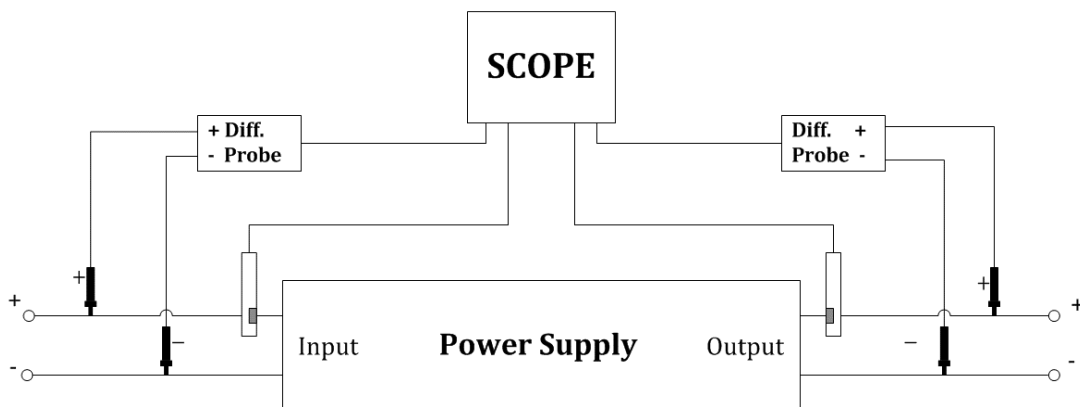 SCOPE
+ Diff.
- Probe
Diff. +
Probe -
+
+
+
+
–
–
Input
Power Supply
Output
-
-